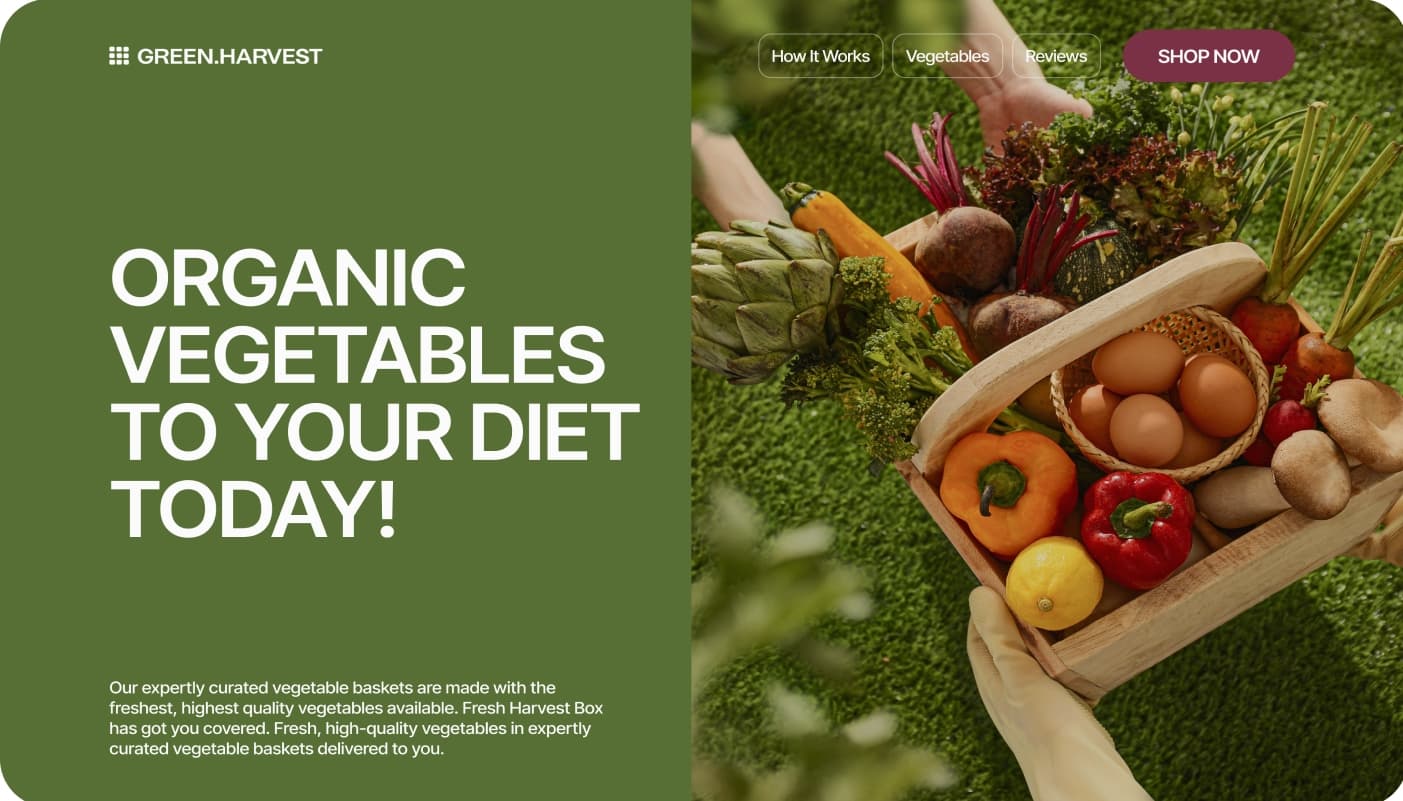 GREEN.HARVEST
How It Works
Vegetables
Reviews
SHOP NOW
ORGANIC
VEGETABLES
TO YOUR DIET
TODAY!
Our expertly curated vegetable baskets are made with the
freshest, highest quality vegetables available. Fresh Harvest Box
has got you covered. Fresh, high-quality vegetables in expertly
curated vegetable baskets delivered to you.